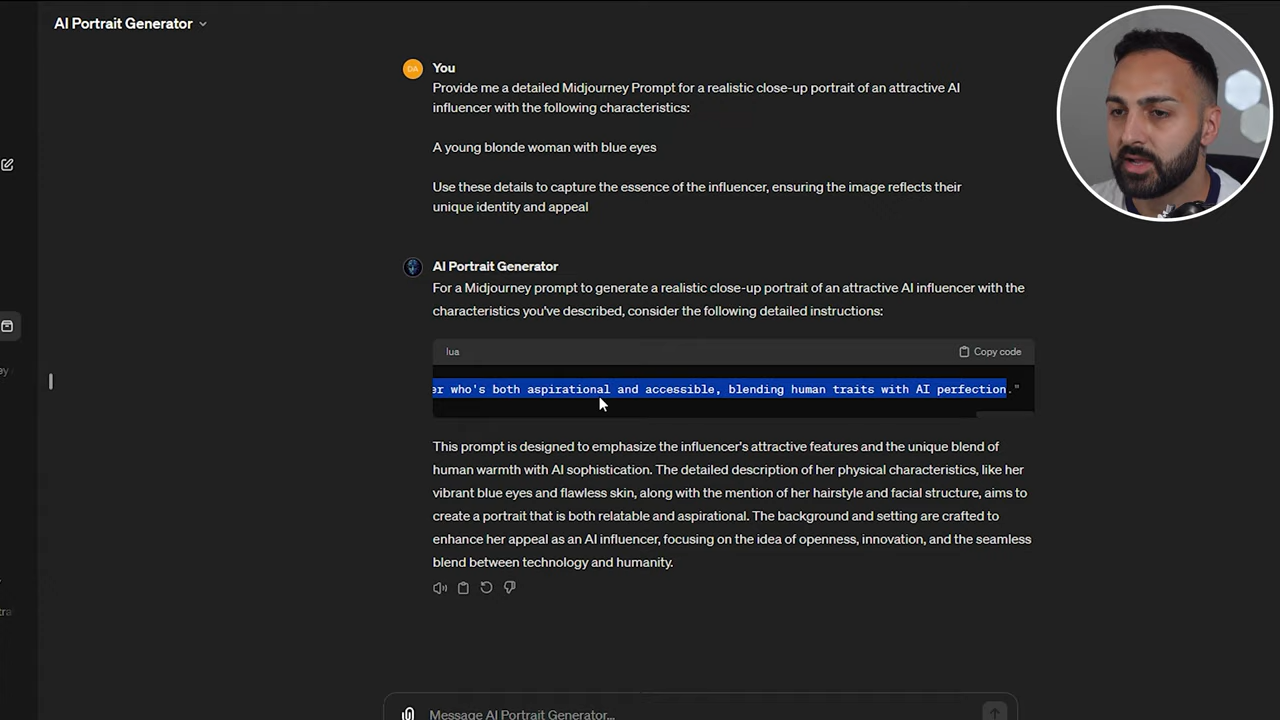 AI Portrait Generator
DA
You
Provide me a detailed Midjourney Prompt for a realistic close-up portrait of an attractive AI
influencer with the following characteristics:
A young blonde woman with blue eyes
Use these details to capture the essence of the influencer, ensuring the image reflects their
unique identity and appeal
AI Portrait Generator
For a Midjourney prompt to generate a realistic close-up portrait of an attractive AI influencer with the
characteristics you've described, consider the following detailed instructions:
lua
Copy code
er who's both aspirational and accessible, blending human traits with AI perfection."
This prompt is designed to emphasize the influencer's attractive features and the unique blend of
human warmth with AI sophistication. The detailed description of her physical characteristics, like her
vibrant blue eyes and flawless skin, along with the mention of her hairstyle and facial structure, aims to
create a portrait that is both relatable and aspirational. The background and setting are crafted to
enhance her appeal as an AI influencer, focusing on the idea of openness, innovation, and the seamless
blend between technology and humanity.
Message AI Portrait Generator...